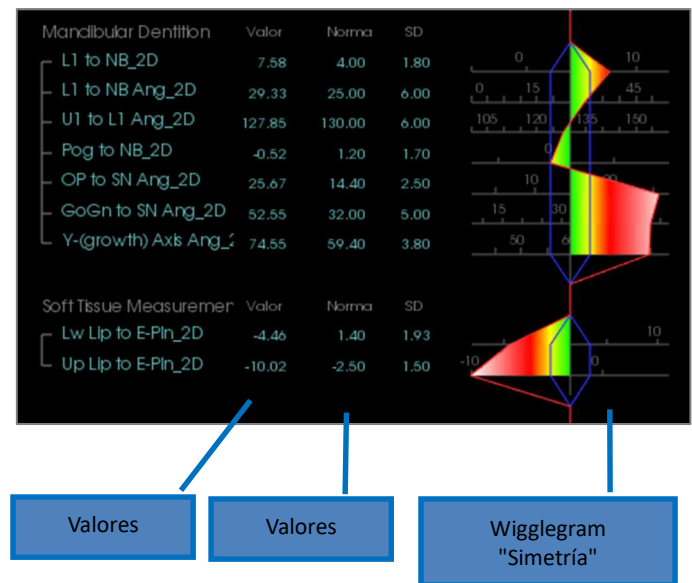 Mandibular Dentition Valor Norma SD
L1 to NB_2D 7.58 4.00 1.80 0 10
L1 to NB Ang_2D 29.33 25.00 6.00 0 15 45
U1 to L1 Ang_2D 127.85 130.00 6.00 105 120 135 150
Pog to NB_2D -0.52 1.20 1.70 0
OP to SN Ang_2D 25.67 14.40 2.50 10 20
GoGn to SN Ang_2D 52.55 32.00 5.00 15 30
Y-(growth) Axis Ang_2 74.55 59.40 3.80 50 6
Soft Tissue Measuremer Valor Norma SD
Lw Lip to E-Pln_2D -4.46 1.40 1.93 10
Up Lip to E-Pln_2D -10.02 -2.50 1.50 -10 0
Valores
Valores
Wigglegram
"Simetría"